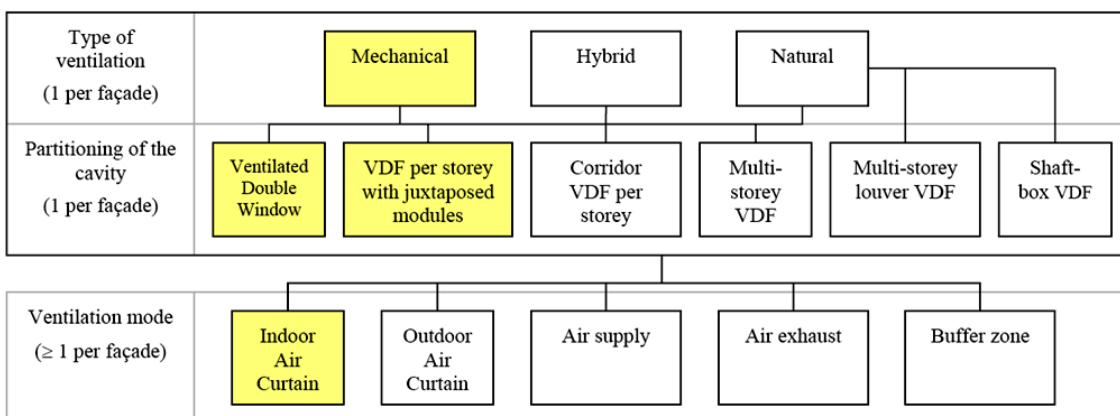 Type of
ventilation
(1 per façade)
Mechanical
Hybrid
Natural
Partitioning of the
cavity
(1 per façade)
Ventilated
Double
Window
VDF per storey
with juxtaposed
modules
Corridor
VDF per
storey
Multi-
storey
VDF
Multi-storey
louver VDF
Shaft-
box VDF
Ventilation mode
(≥ 1 per façade)
Indoor
Air
Curtain
Outdoor
Air
Curtain
Air supply
Air exhaust
Buffer zone